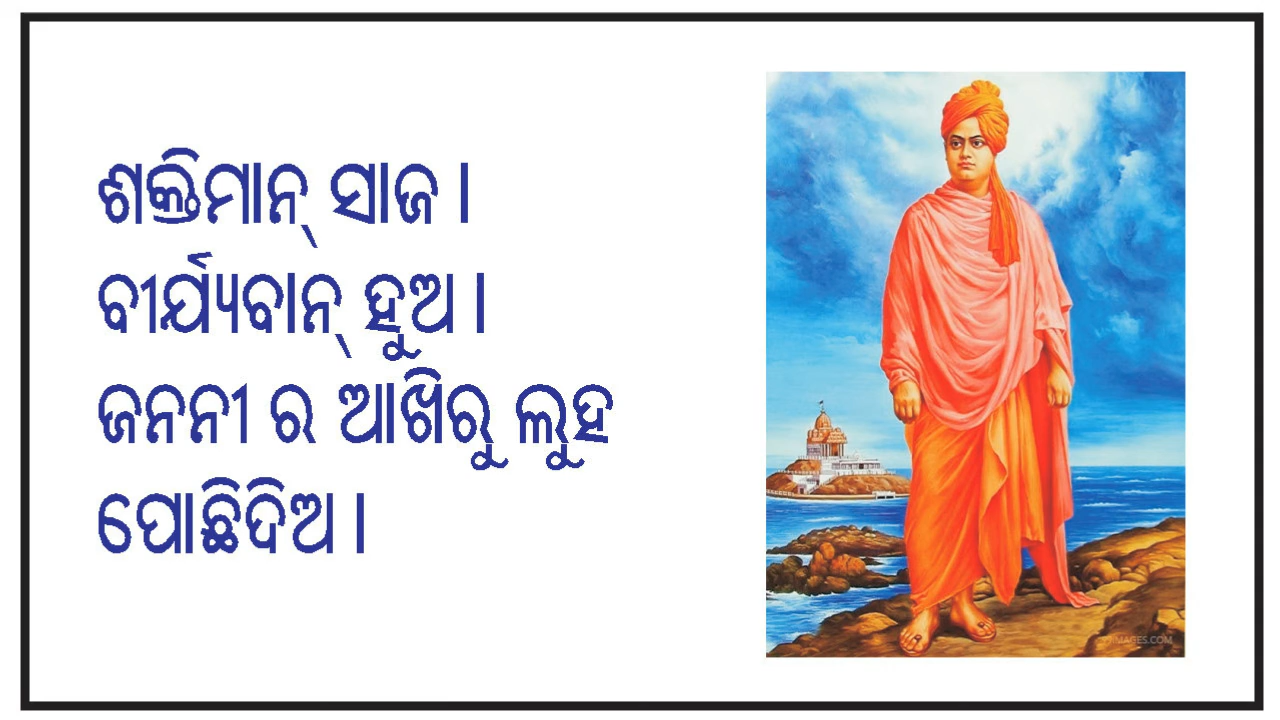 ଶକ୍ତିମାନ୍ ସାଜ ।
ବୀର୍ଯ୍ୟବାନ୍ ହୁଅ ।
ଜନନୀ ର ଆଖିରୁ ଲୁହ
ପୋଛିଦିଅ ।